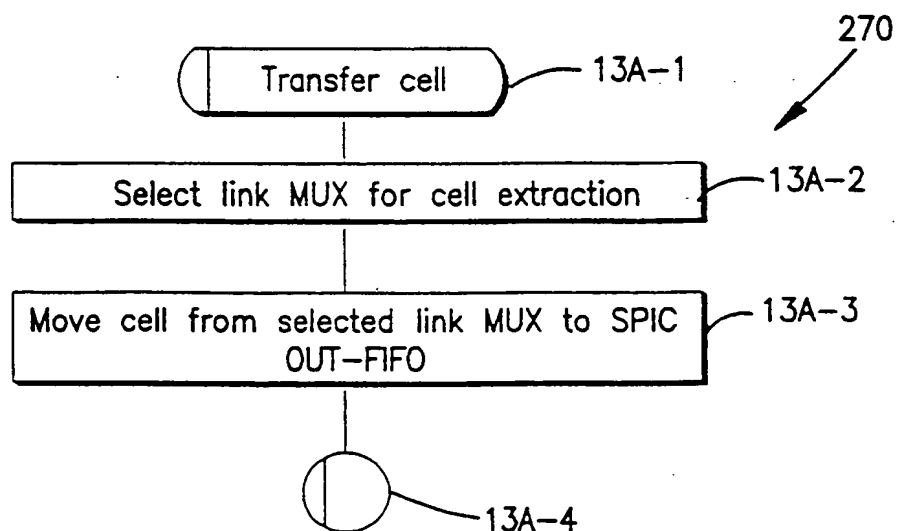 270
Transfer cell
13A-1
Select link MUX for cell extraction
13A-2
Move cell from selected link MUX to SPIC
OUT-FIFO
13A-3
13A-4